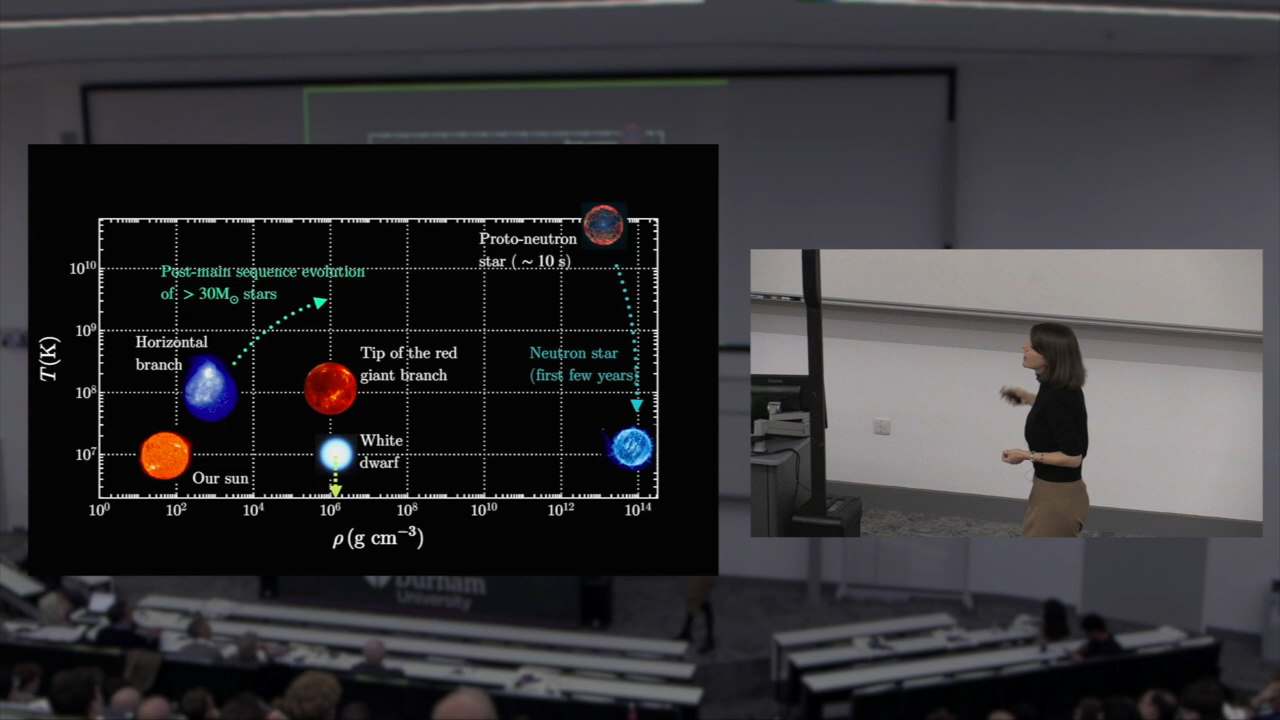 Proto-neutron
star ( ∼ 10 s)
Post-main sequence evolution
of > 30M⊙ stars
Horizontal
branch
Tip of the red
giant branch
Neutron star
(first few years)
White
dwarf
Our sun
T(K)
10¹⁰
10⁹
10⁸
10⁷
10⁰
10²
10⁴
10⁶
10⁸
10¹⁰
10¹²
10¹⁴
ρ (g cm⁻³)
Durham
University